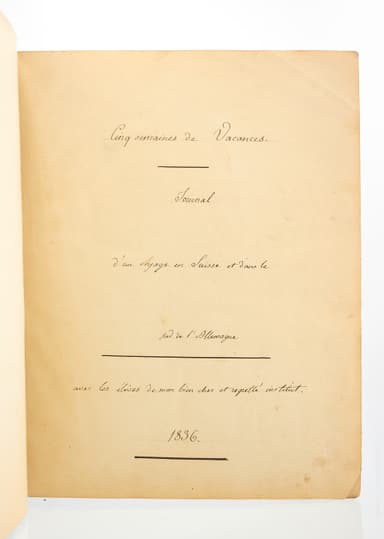 Cinq semaines de Vacances.
Journal
d'un voyage en Suisse et dans le
sud de l'Allemagne
avec les élèves de mon bien cher et regretté institut.
1836.